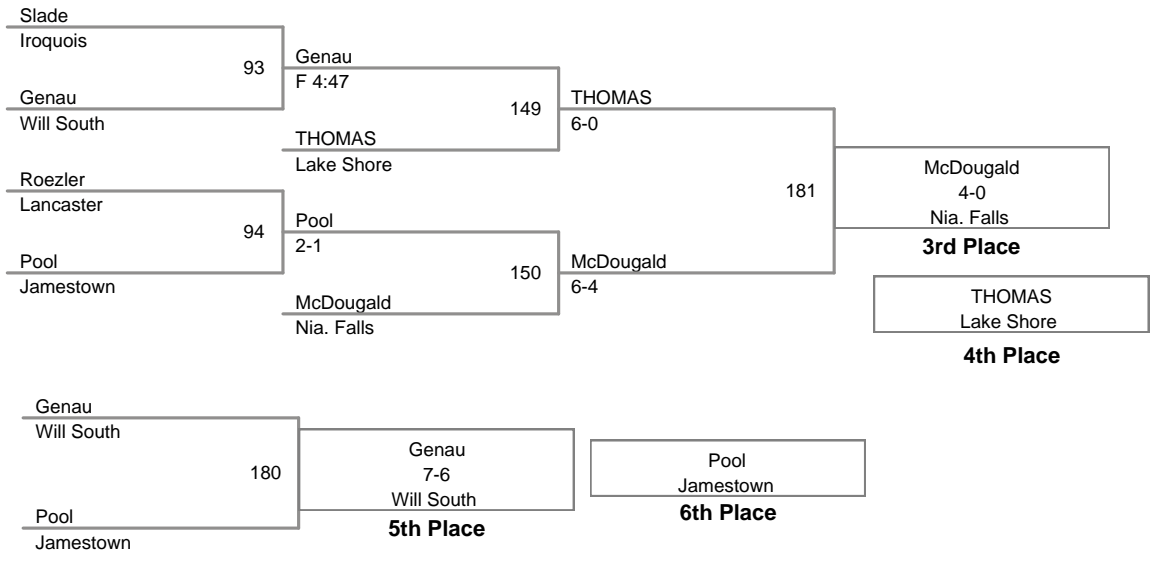 Slade
Iroquois
93
Genau
F 4:47
Genau
Will South
149
THOMAS
6-0
THOMAS
Lake Shore
Roezler
Lancaster
94
Pool
2-1
Pool
Jamestown
150
McDougald
6-4
McDougald
Nia. Falls
181
McDougald
4-0
Nia. Falls
3rd Place
THOMAS
Lake Shore
4th Place
Genau
Will South
180
Pool
Jamestown
Genau
7-6
Will South
5th Place
Pool
Jamestown
6th Place